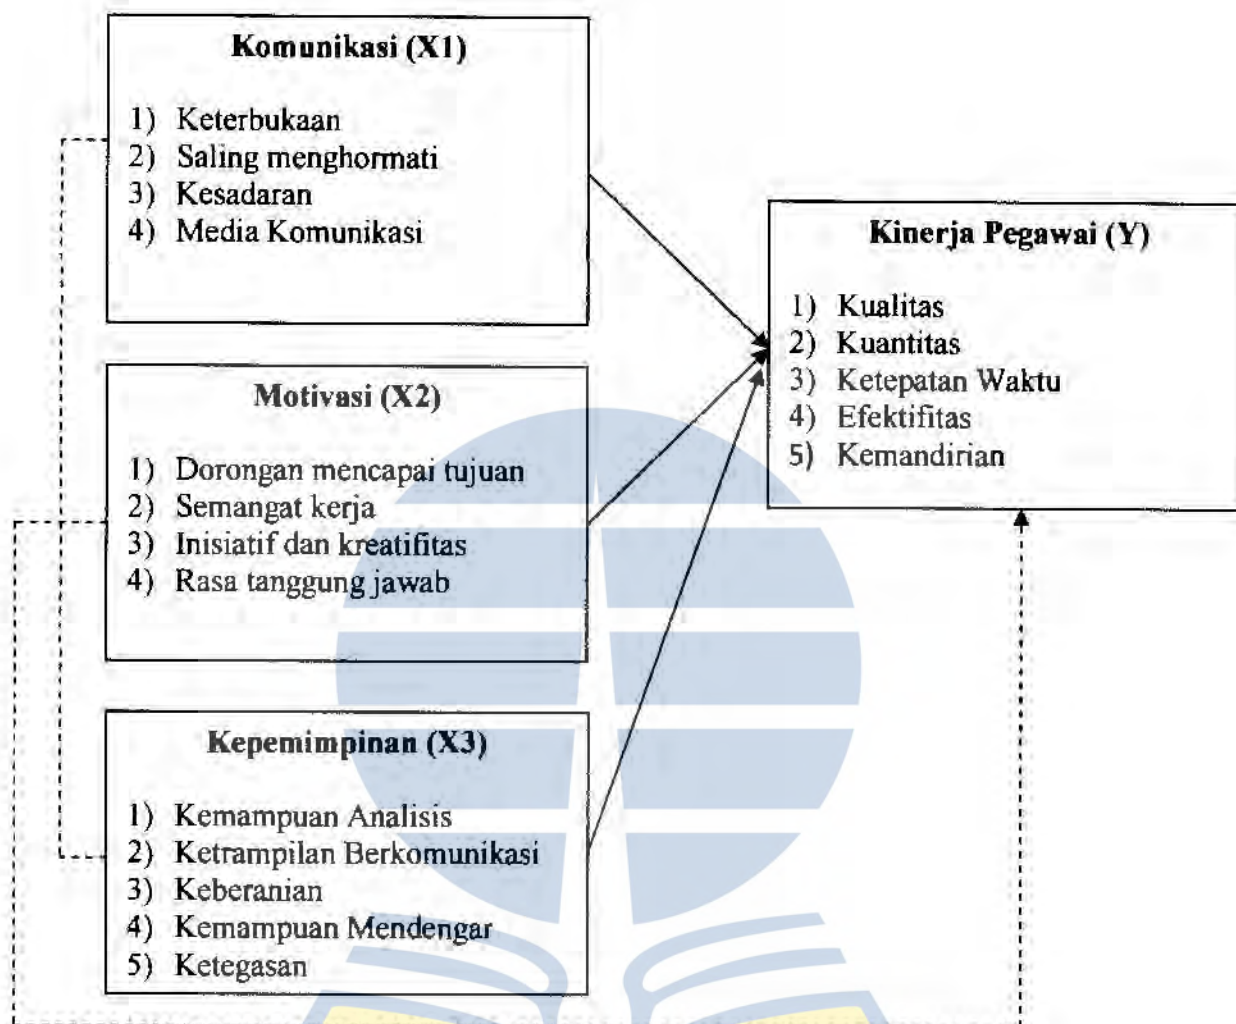 Komunikasi (X1)
1) Keterbukaan
2) Saling menghormati
3) Kesadaran
4) Media Komunikasi
Motivasi (X2)
1) Dorongan mencapai tujuan
2) Semangat kerja
3) Inisiatif dan kreatifitas
4) Rasa tanggung jawab
Kepemimpinan (X3)
1) Kemampuan Analisis
2) Ketrampilan Berkomunikasi
3) Keberanian
4) Kemampuan Mendengar
5) Ketegasan
Kinerja Pegawai (Y)
1) Kualitas
2) Kuantitas
3) Ketepatan Waktu
4) Efektifitas
5) Kemandirian